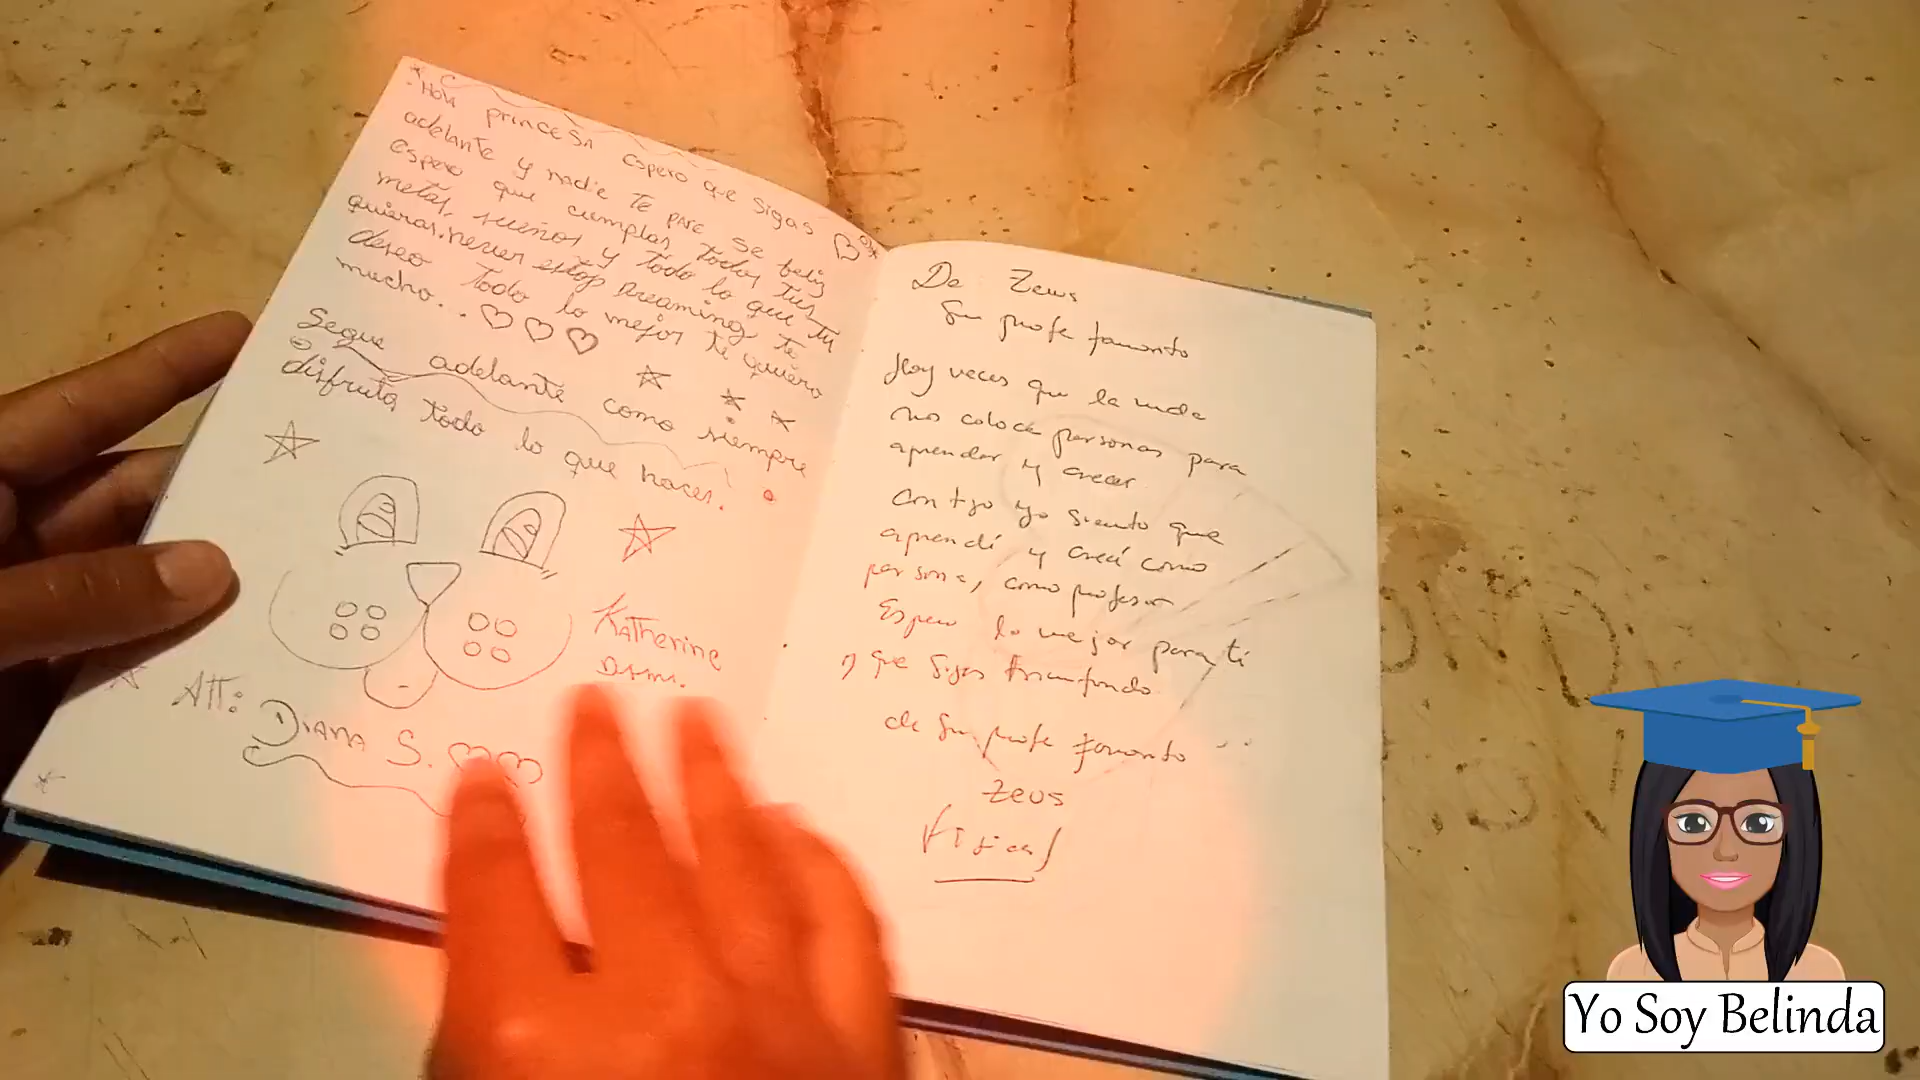 Hola princesa espero que sigas
adelante y nadie te pare se feliz
espero que cumplas todos tus
metas, sueños y todo lo que tu
quieras. never stop Dreaming te
deseo todo lo mejor te quiero
mucho...
Segue adelante como siempre
disfruta todo lo que haces.
Katherine
Att: Diana S.
De Zeus
Su profe favorito
Hay veces que la vida
nos coloca personas para
aprender y crecer
contigo yo siento que
aprendí y crecí como
persona, como profesor
Espero lo mejor para ti
y que sigas triunfando
de su profe favorito
Zeus
Física
Yo Soy Belinda